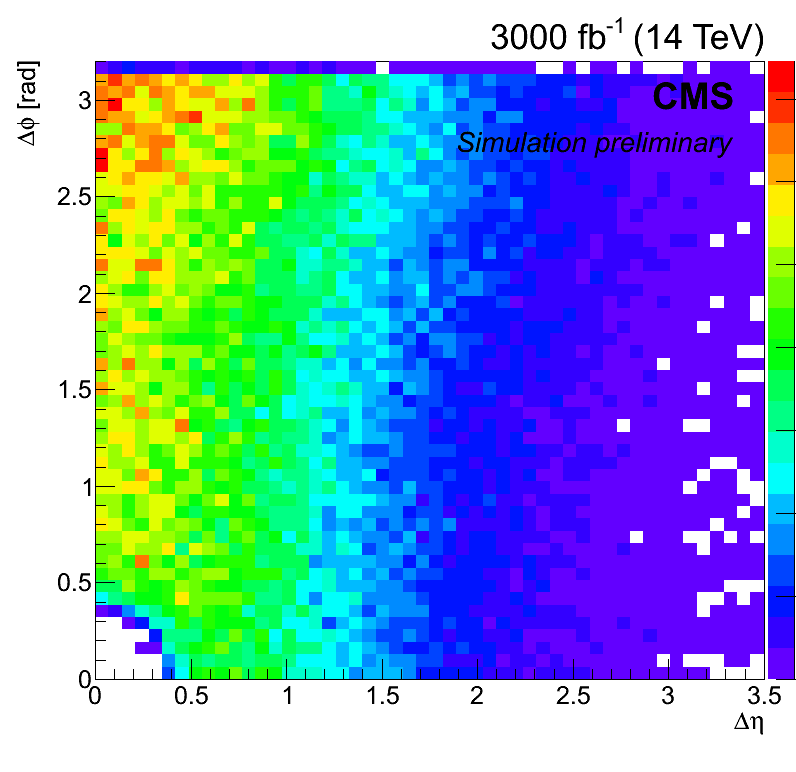 3000 fb⁻¹ (14 TeV)
CMS
Simulation preliminary
Δϕ [rad]
3
2.5
2
1.5
1
0.5
0
0 0.5 1 1.5 2 2.5 3 3.5
Δη